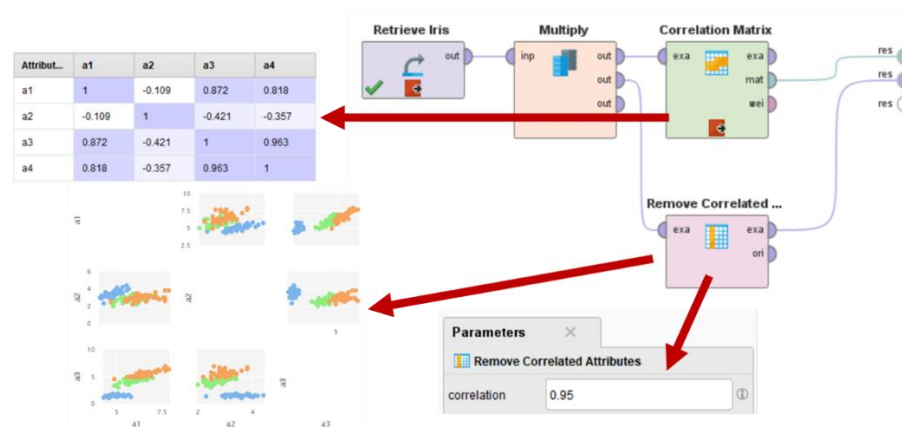 Retrieve Iris
Multiply
Correlation Matrix
out
inp
out
out
out
exa
exa
mat
wei
res
res
res
Attribut... a1 a2 a3 a4
a1 1 -0.109 0.872 0.818
a2 -0.109 1 -0.421 -0.357
a3 0.872 -0.421 1 0.963
a4 0.818 -0.357 0.963 1
Remove Correlated ...
exa
exa
ori
a1
10
7.5
5
2.5
a2
6
4
2
0
a2
5
a3
10
5
0
a3
5 7.5
2 4
a1
a2
a3
Parameters
Remove Correlated Attributes
correlation 0.95